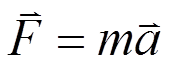 F⃗ = ma⃗